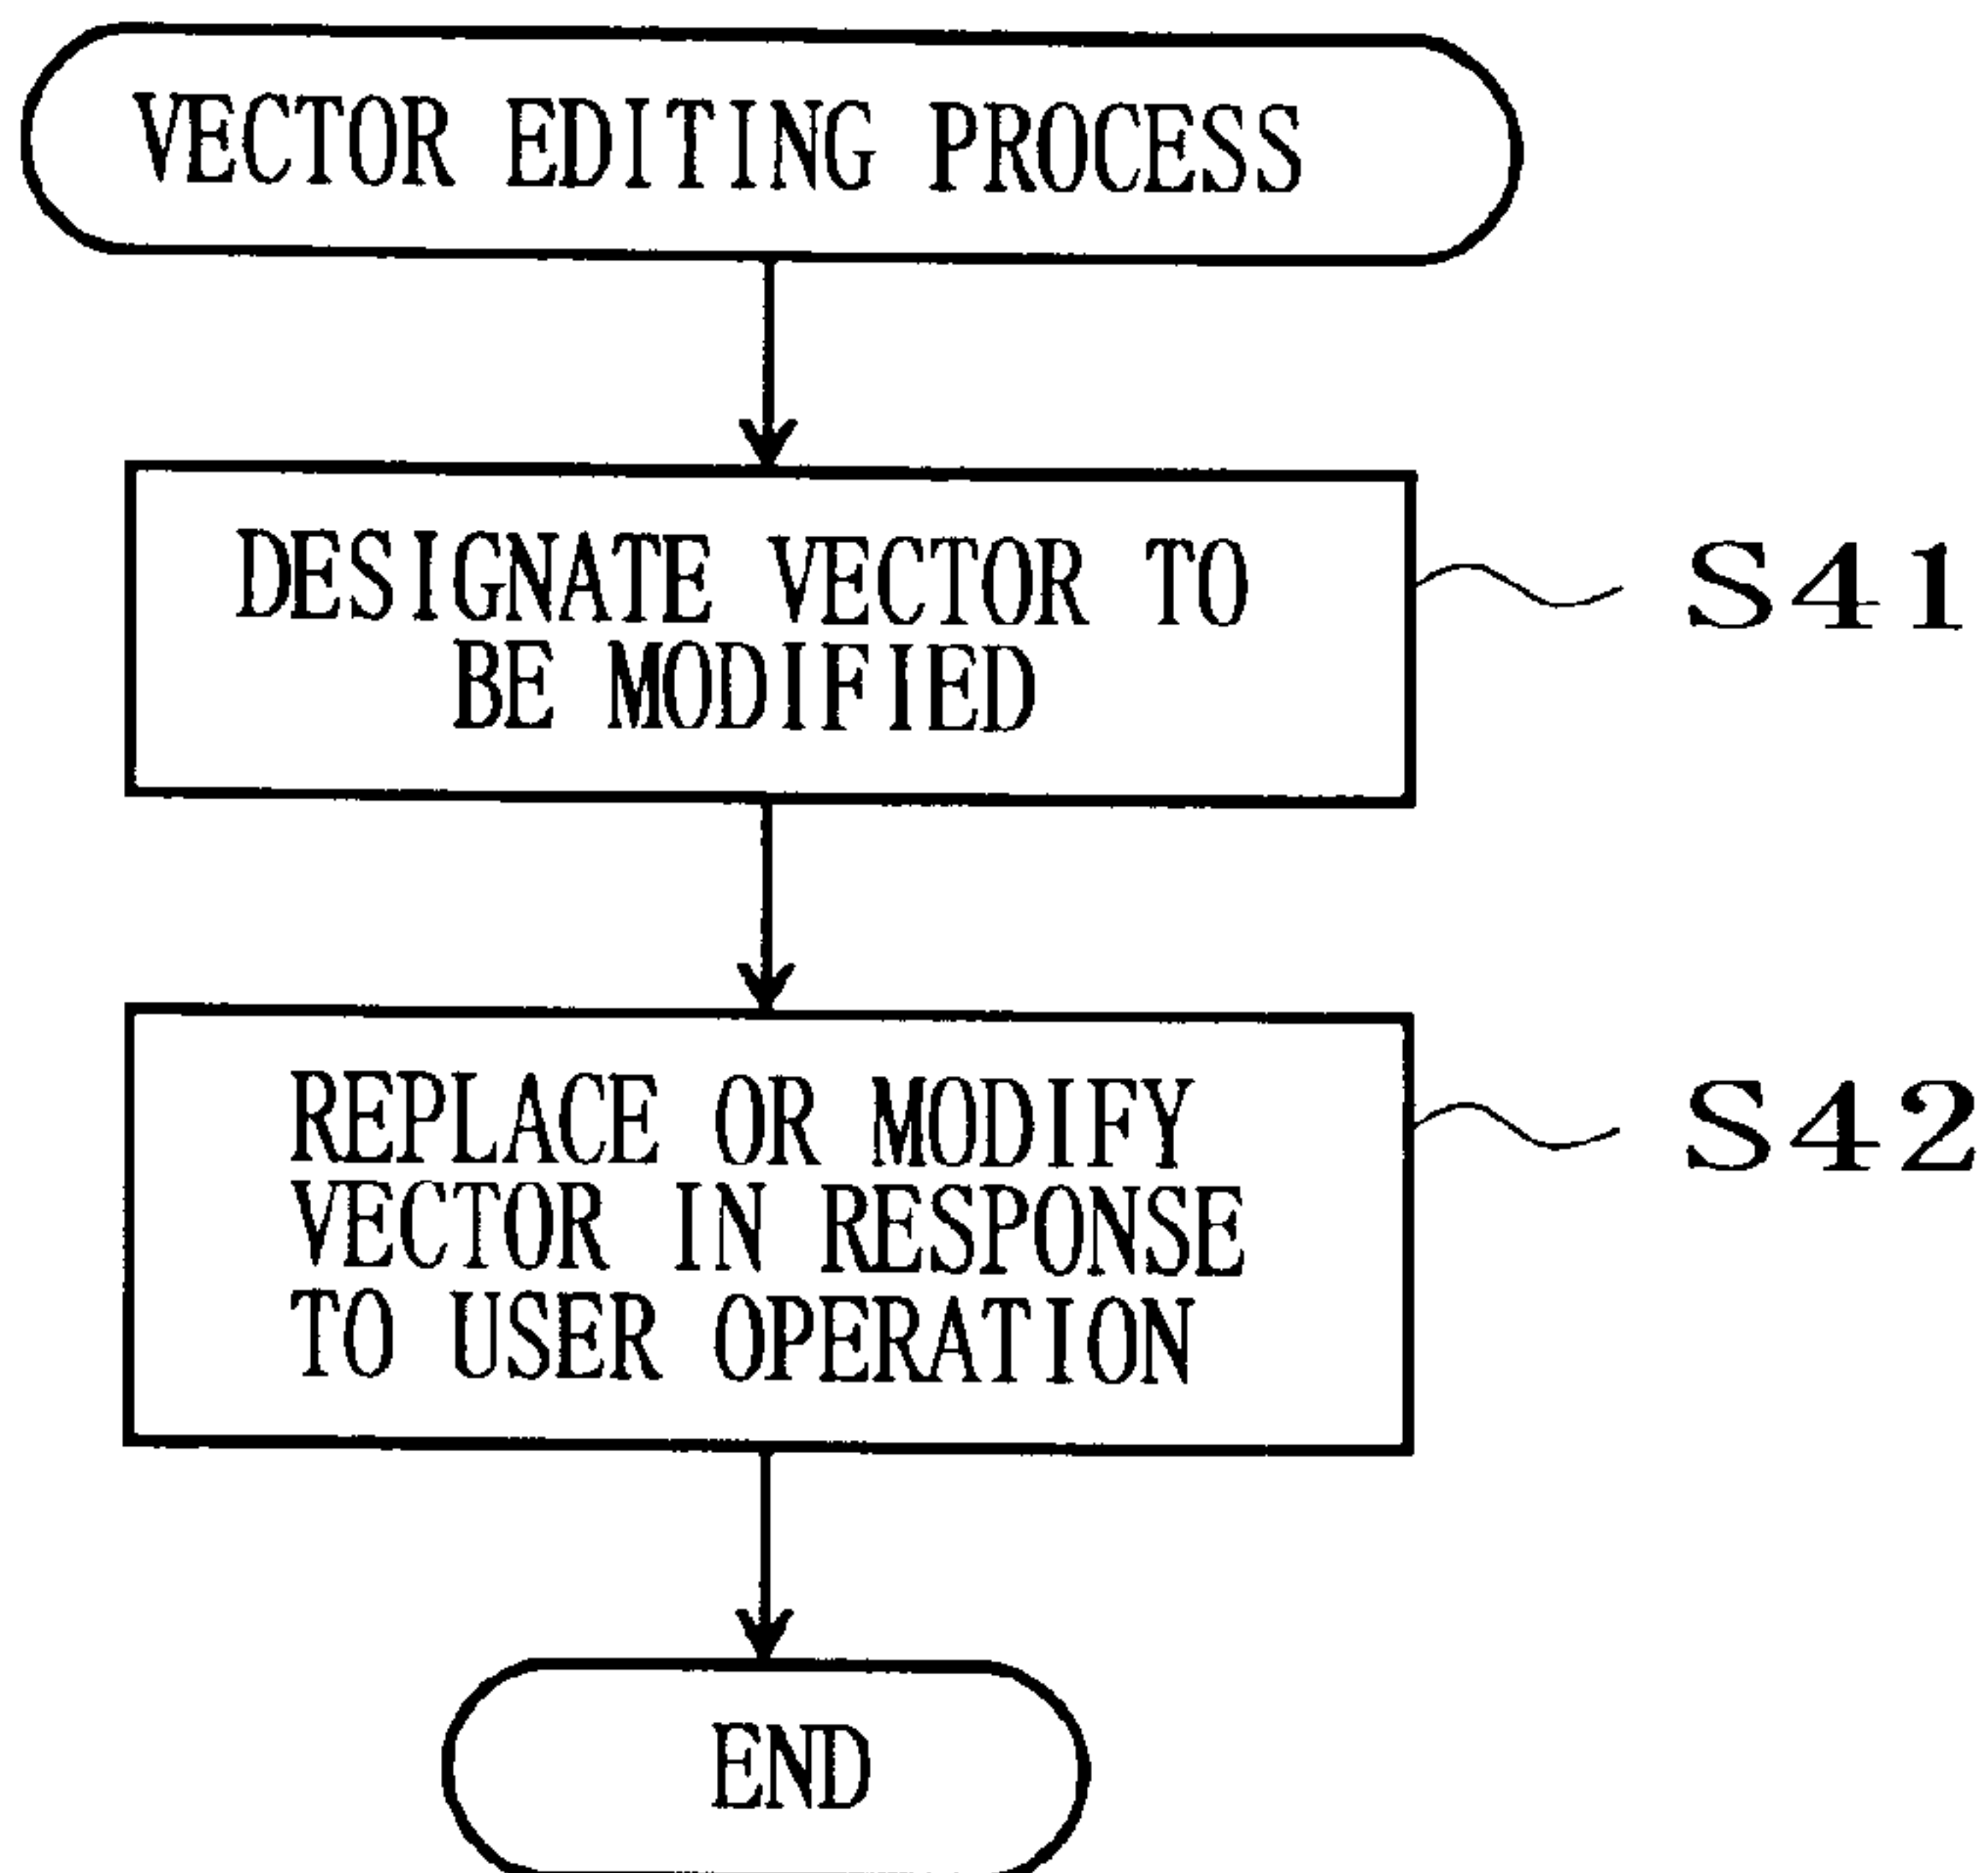 VECTOR EDITING PROCESS
DESIGNATE VECTOR TO
BE MODIFIED
S41
REPLACE OR MODIFY
VECTOR IN RESPONSE
TO USER OPERATION
S42
END